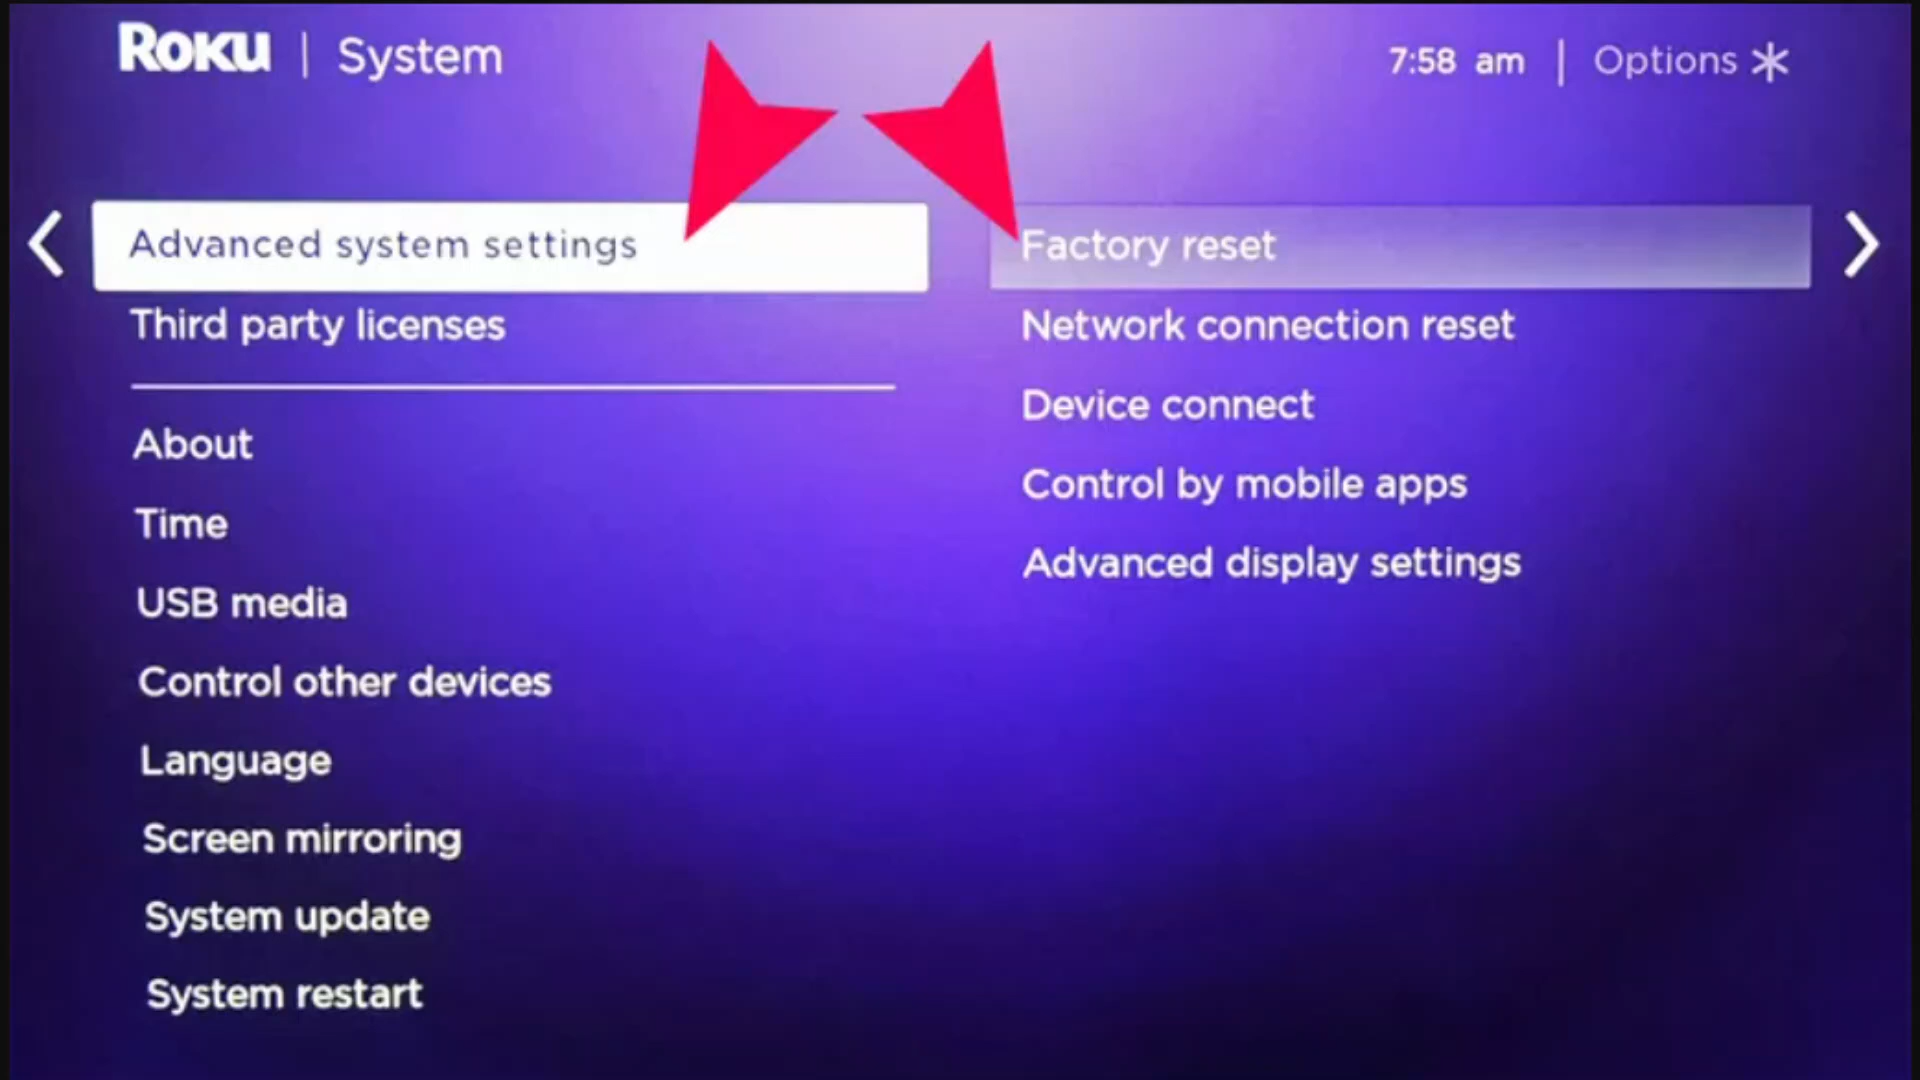 Roku | System
7:58 am | Options *
Advanced system settings
Third party licenses
About
Time
USB media
Control other devices
Language
Screen mirroring
System update
System restart
Factory reset
Network connection reset
Device connect
Control by mobile apps
Advanced display settings